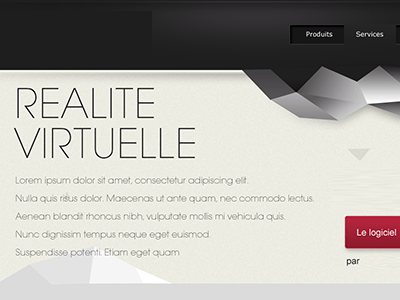 Produits Services
REALITE
VIRTUELLE
Lorem ipsum dolor sit amet, consectetur adipiscing elit.
Nulla quis risus dolor. Maecenas ut ante quam, nec commodo lectus.
Aenean blandit rhoncus nibh, vulputate mollis mi vehicula quis.
Nunc dignissim tempus neque eget euismod.
Suspendisse potenti. Etiam eget quam
Le logiciel
par